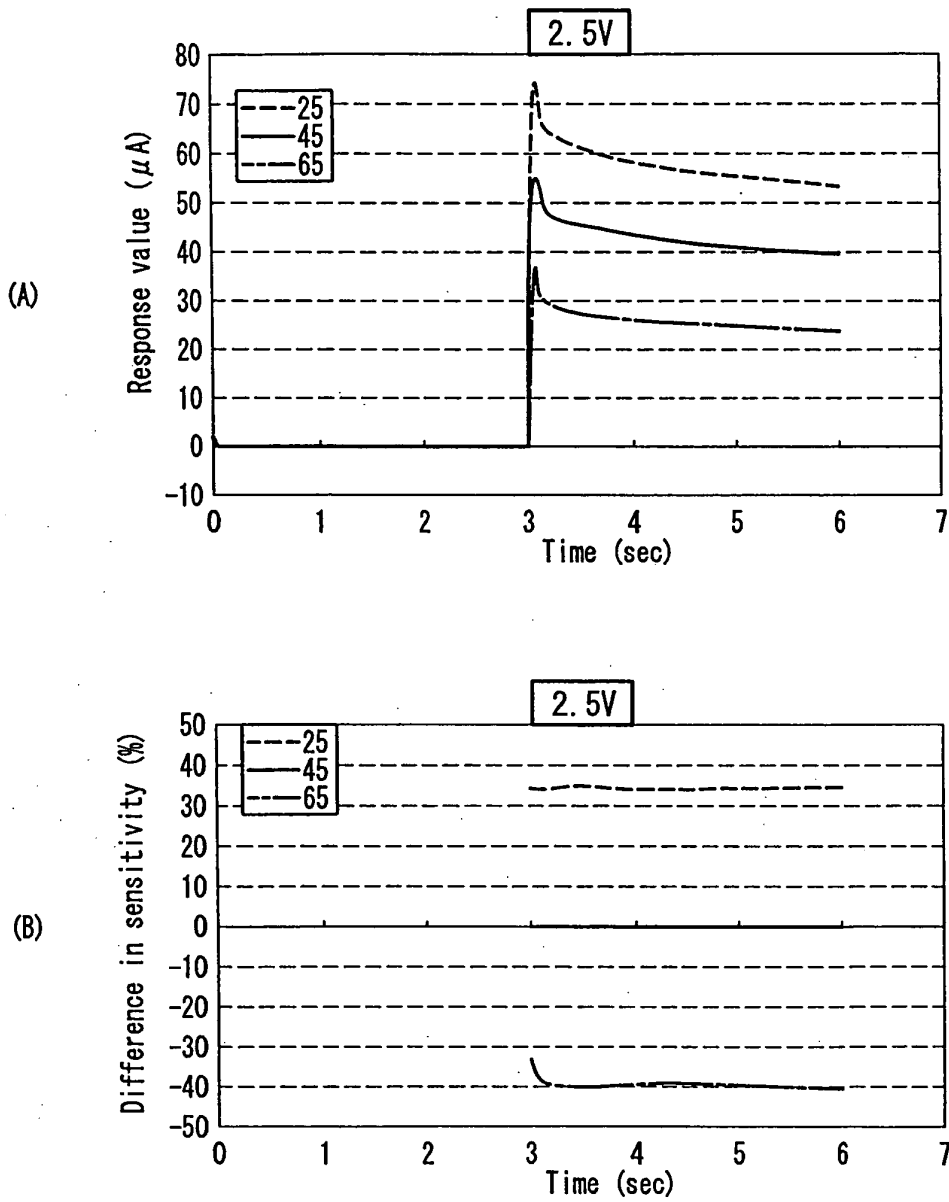 (A)
2.5V
Response value (μA)
80
70
60
50
40
30
20
10
0
-10
25
45
65
0 1 2 3 4 5 6 7
Time (sec)
(B)
2.5V
Difference in sensitivity (%)
50
40
30
20
10
0
-10
-20
-30
-40
-50
25
45
65
0 1 2 3 4 5 6 7
Time (sec)